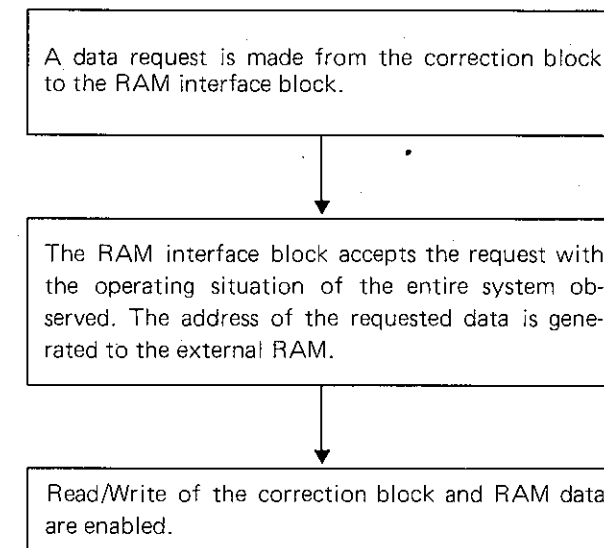 A data request is made from the correction block
to the RAM interface block.
The RAM interface block accepts the request with
the operating situation of the entire system ob-
served. The address of the requested data is gene-
rated to the external RAM.
Read/Write of the correction block and RAM data
are enabled.